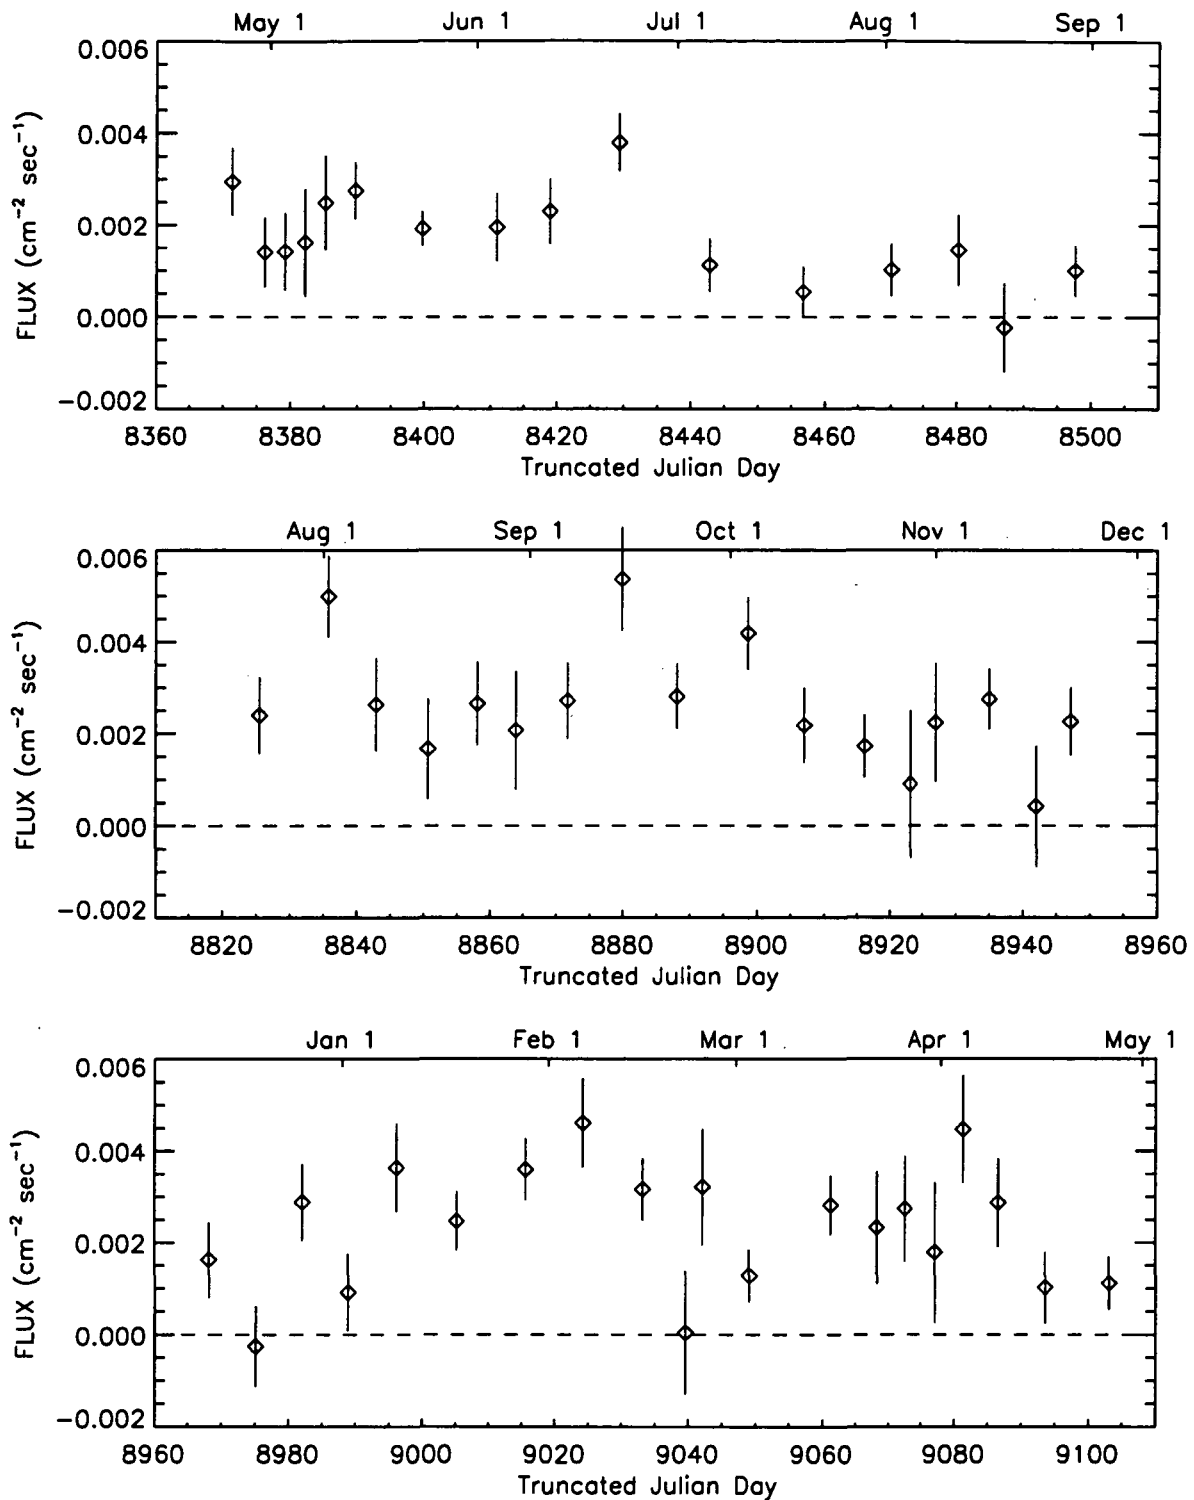 May 1 Jun 1 Jul 1 Aug 1 Sep 1
0.006
0.004
0.002
0.000
−0.002
FLUX (cm⁻² sec⁻¹)
8360 8380 8400 8420 8440 8460 8480 8500
Truncated Julian Day
Aug 1 Sep 1 Oct 1 Nov 1 Dec 1
0.006
0.004
0.002
0.000
−0.002
FLUX (cm⁻² sec⁻¹)
8820 8840 8860 8880 8900 8920 8940 8960
Truncated Julian Day
Jan 1 Feb 1 Mar 1 Apr 1 May 1
0.006
0.004
0.002
0.000
−0.002
FLUX (cm⁻² sec⁻¹)
8960 8980 9000 9020 9040 9060 9080 9100
Truncated Julian Day